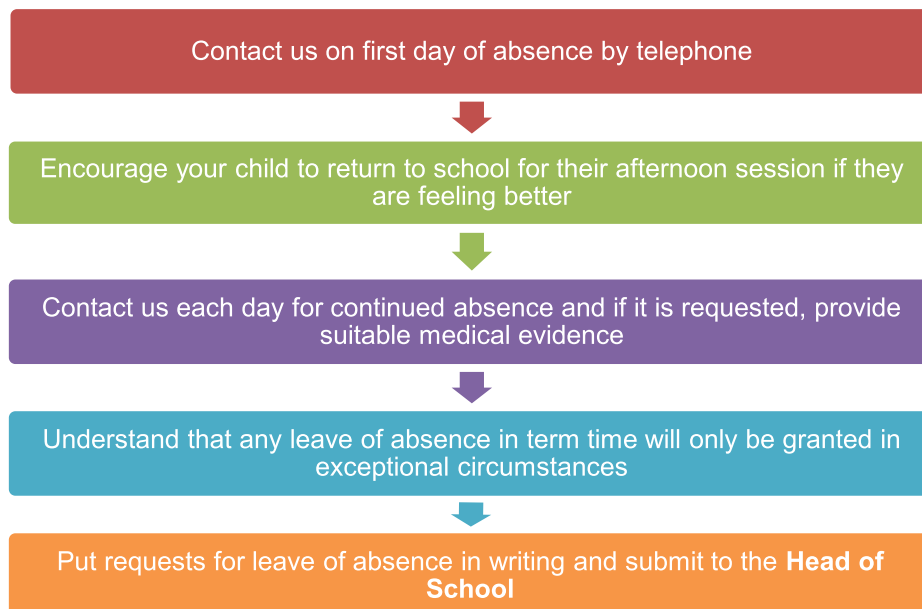 Contact us on first day of absence by telephone
Encourage your child to return to school for their afternoon session if they
are feeling better
Contact us each day for continued absence and if it is requested, provide
suitable medical evidence
Understand that any leave of absence in term time will only be granted in
exceptional circumstances
Put requests for leave of absence in writing and submit to the Head of
School